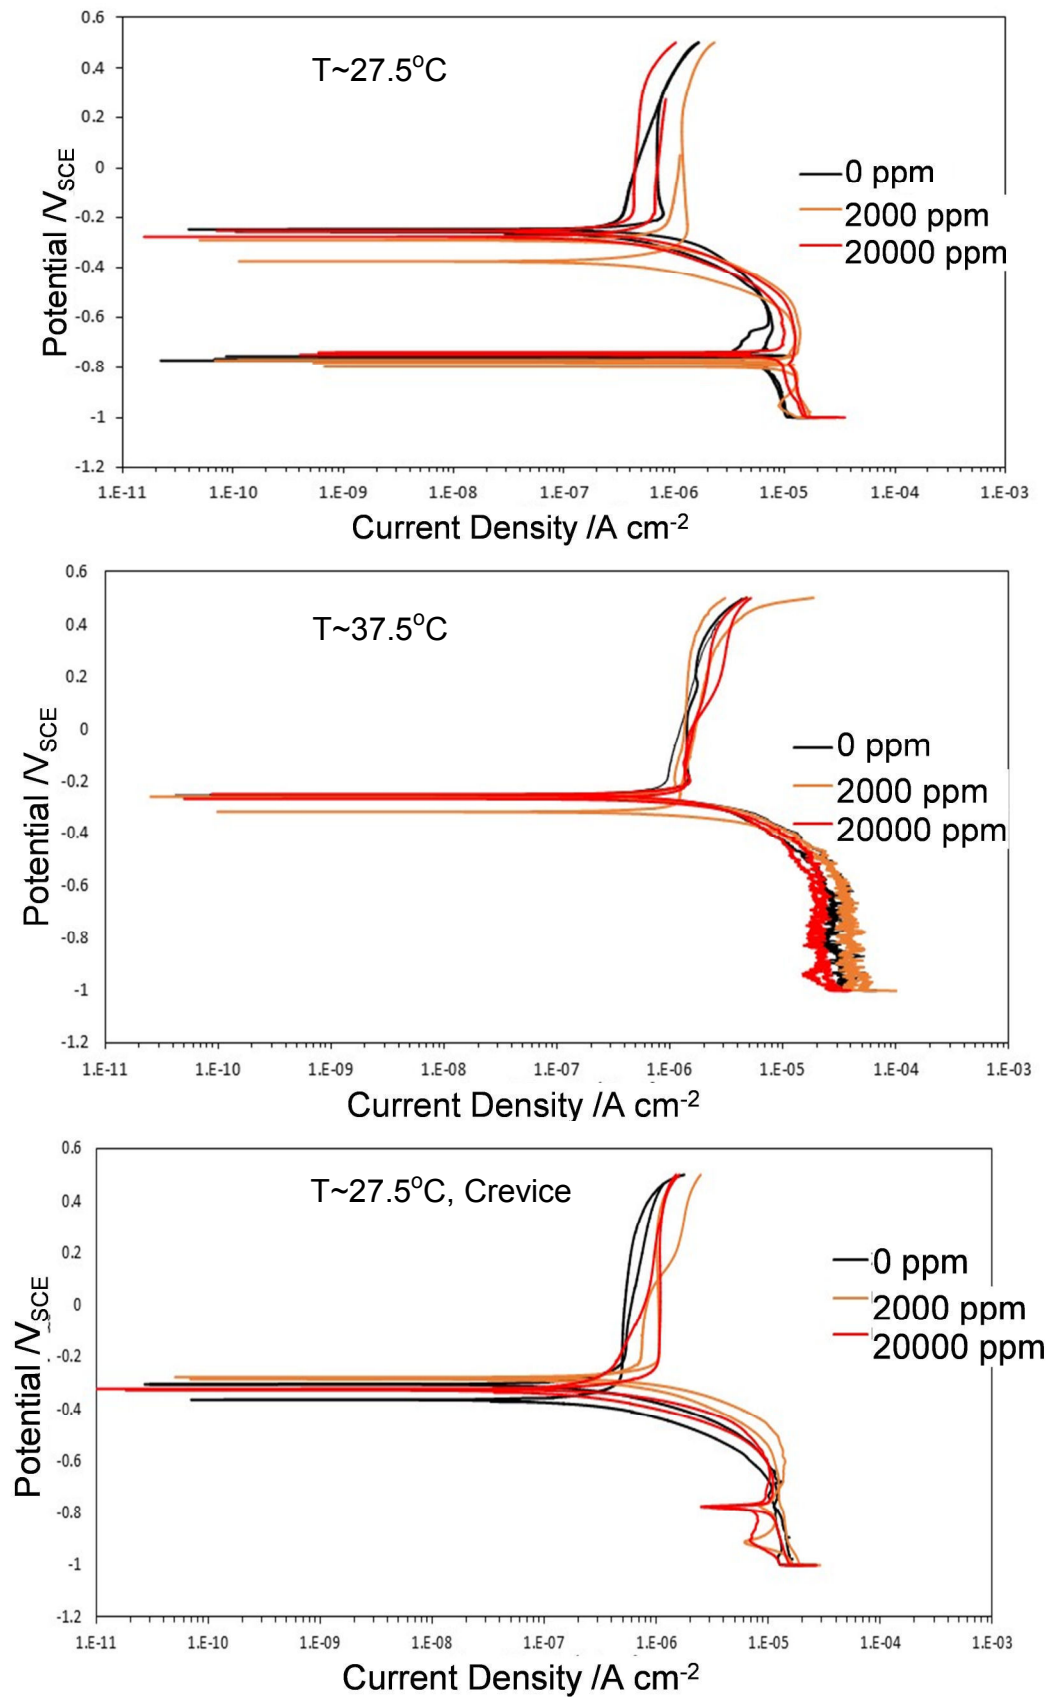 0.6
0.4
0.2
0
-0.2
-0.4
-0.6
-0.8
-1
-1.2
T~27.5°C
0 ppm
2000 ppm
20000 ppm
Potential /V_SCE
1.E-11 1.E-10 1.E-09 1.E-08 1.E-07 1.E-06 1.E-05 1.E-04 1.E-03
Current Density /A cm-2
0.6
0.4
0.2
0
-0.2
-0.4
-0.6
-0.8
-1
-1.2
T~37.5°C
0 ppm
2000 ppm
20000 ppm
Potential /V_SCE
1.E-11 1.E-10 1.E-09 1.E-08 1.E-07 1.E-06 1.E-05 1.E-04 1.E-03
Current Density /A cm-2
0.6
0.4
0.2
0
-0.2
-0.4
-0.6
-0.8
-1
-1.2
T~27.5°C, Crevice
0 ppm
2000 ppm
20000 ppm
Potential /V_SCE
1.E-11 1.E-10 1.E-09 1.E-08 1.E-07 1.E-06 1.E-05 1.E-04 1.E-03
Current Density /A cm-2